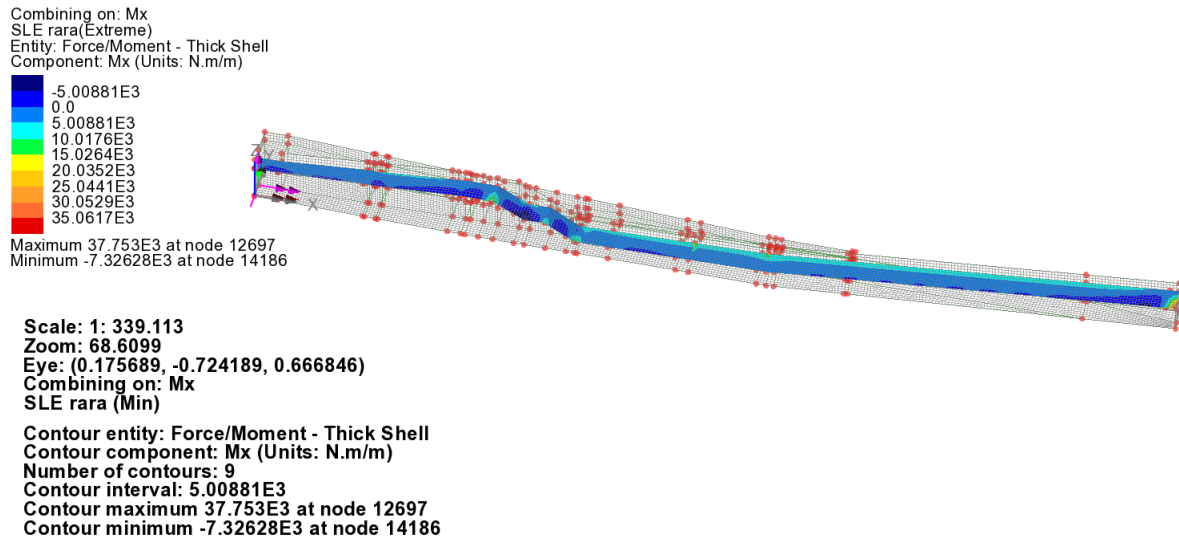 Combining on: Mx
SLE rara(Extreme)
Entity: Force/Moment - Thick Shell
Component: Mx (Units: N.m/m)
-5.00881E3
0.0
5.00881E3
10.0176E3
15.0264E3
20.0352E3
25.0441E3
30.0529E3
35.0617E3
Maximum 37.753E3 at node 12697
Minimum -7.32628E3 at node 14186
Z
X
Scale: 1: 339.113
Zoom: 68.6099
Eye: (0.175689, -0.724189, 0.666846)
Combining on: Mx
SLE rara (Min)
Contour entity: Force/Moment - Thick Shell
Contour component: Mx (Units: N.m/m)
Number of contours: 9
Contour interval: 5.00881E3
Contour maximum 37.753E3 at node 12697
Contour minimum -7.32628E3 at node 14186